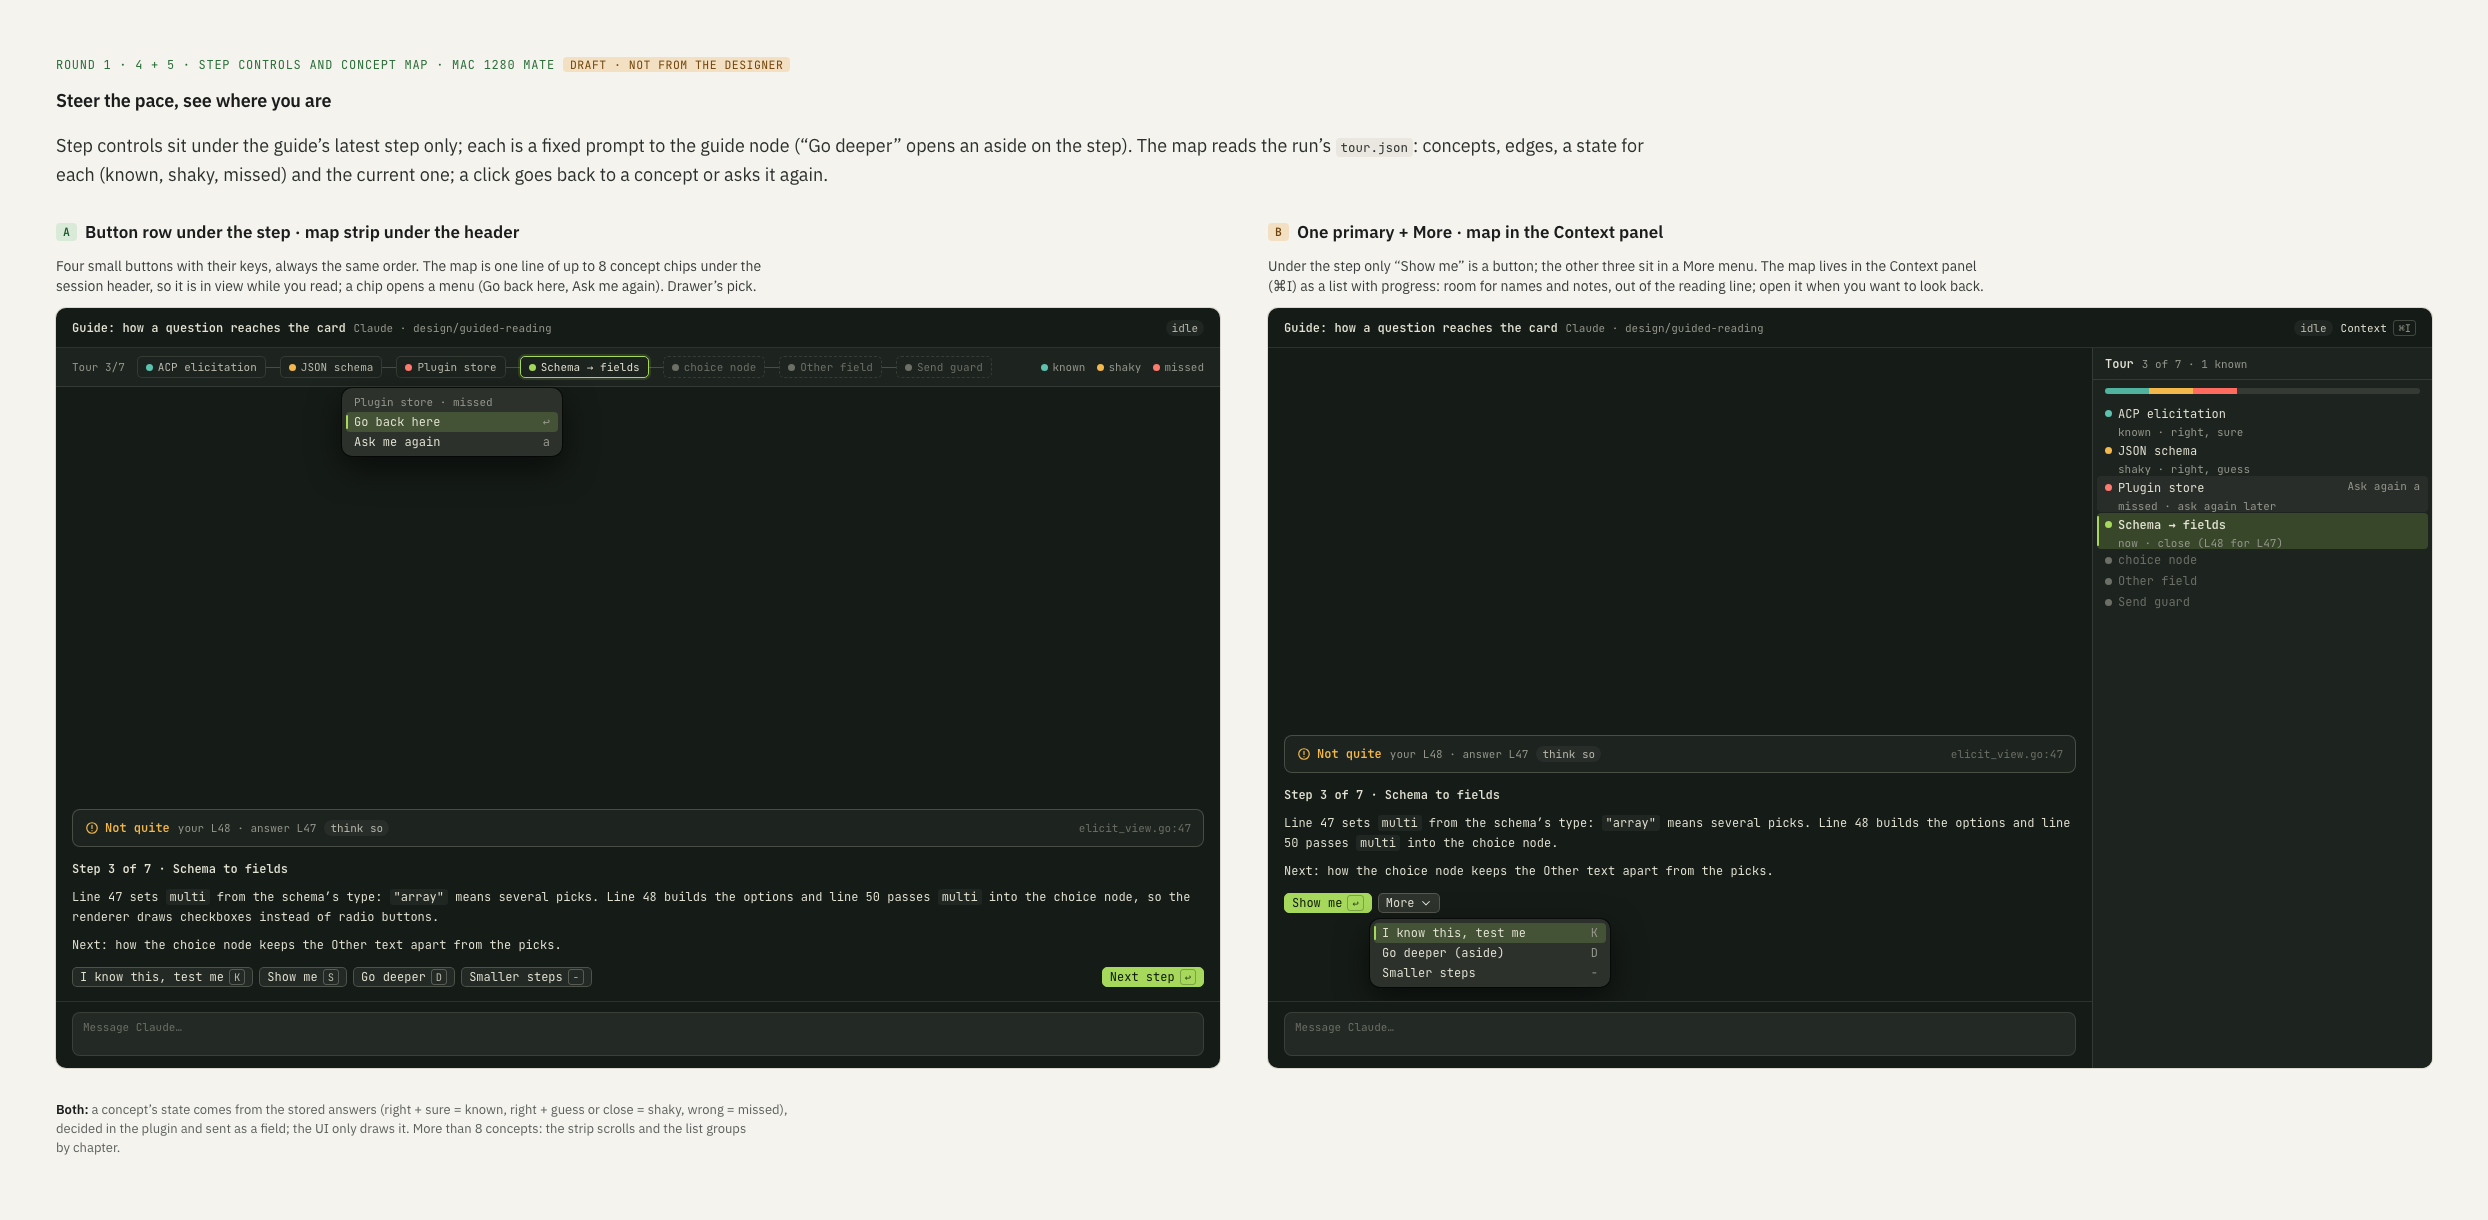 ROUND 1 · 4 + 5 · STEP CONTROLS AND CONCEPT MAP · MAC 1280 MATE DRAFT · NOT FROM THE DESIGNER
Steer the pace, see where you are
Step controls sit under the guide’s latest step only; each is a fixed prompt to the guide node (“Go deeper” opens an aside on the step). The map reads the run’s tour.json: concepts, edges, a state for
each (known, shaky, missed) and the current one; a click goes back to a concept or asks it again.
A Button row under the step · map strip under the header
Four small buttons with their keys, always the same order. The map is one line of up to 8 concept chips under the
session header, so it is in view while you read; a chip opens a menu (Go back here, Ask me again). Drawer’s pick.
Guide: how a question reaches the card Claude · design/guided-reading idle
Tour 3/7 ACP elicitation JSON schema Plugin store Schema → fields choice node Other field Send guard known shaky missed
Plugin store · missed
Go back here ↩
Ask me again a
Not quite your L48 · answer L47 think so elicit_view.go:47
Step 3 of 7 · Schema to fields
Line 47 sets multi from the schema’s type: "array" means several picks. Line 48 builds the options and line 50 passes multi into the choice node, so the
renderer draws checkboxes instead of radio buttons.
Next: how the choice node keeps the Other text apart from the picks.
I know this, test me K Show me S Go deeper D Smaller steps - Next step ↩
Message Claude…
B One primary + More · map in the Context panel
Under the step only “Show me” is a button; the other three sit in a More menu. The map lives in the Context panel
(⌘I) as a list with progress: room for names and notes, out of the reading line; open it when you want to look back.
Guide: how a question reaches the card Claude · design/guided-reading idle Context ⌘I
Not quite your L48 · answer L47 think so elicit_view.go:47
Step 3 of 7 · Schema to fields
Line 47 sets multi from the schema’s type: "array" means several picks. Line 48 builds the options and line
50 passes multi into the choice node.
Next: how the choice node keeps the Other text apart from the picks.
Show me ↩ More
I know this, test me K
Go deeper (aside) D
Smaller steps -
Message Claude…
Tour 3 of 7 · 1 known
ACP elicitation
known · right, sure
JSON schema
shaky · right, guess
Plugin store Ask again a
missed · ask again later
Schema → fields
now · close (L48 for L47)
choice node
Other field
Send guard
Both: a concept’s state comes from the stored answers (right + sure = known, right + guess or close = shaky, wrong = missed),
decided in the plugin and sent as a field; the UI only draws it. More than 8 concepts: the strip scrolls and the list groups
by chapter.